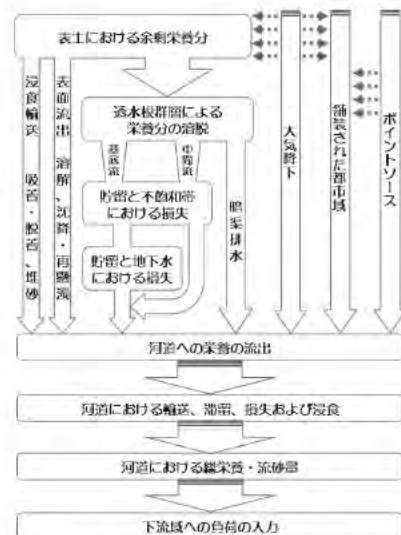 表土における余剰栄養分
浸食輸送 吸着・脱着、堆砂
表面流出 溶解、沈降・再懸濁
透水根群層による
栄養分の溶脱
基底流
中間流
貯留と不飽和帯
における損失
貯留と地下水
における損失
暗渠排水
大気降下
舗装された都市域
ポイントソース
河道への栄養の流出
河道における輸送、滞留、損失および浸食
河道における総栄養・流砂量
下流域への負荷の入力